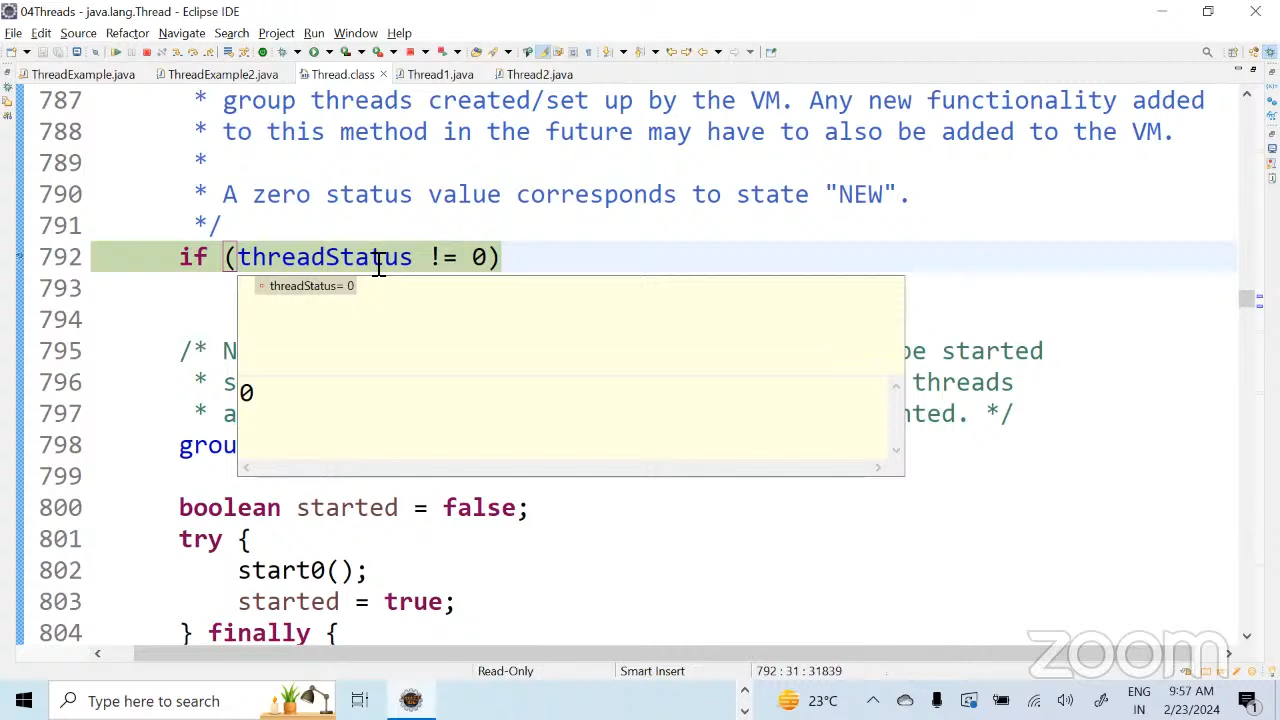 04Threads - java.lang.Thread - Eclipse IDE
File Edit Source Refactor Navigate Search Project Run Window Help
ThreadExample.java ThreadExample2.java Thread.class Thread1.java Thread2.java
787 * group threads created/set up by the VM. Any new functionality added
788 * to this method in the future may have to also be added to the VM.
789 *
790 * A zero status value corresponds to state "NEW".
791 */
792 if (threadStatus != 0)
793
threadStatus= 0
794
795 /* N be started
796 * s threads
0
797 * a nted. */
798 grou
799
800 boolean started = false;
801 try {
802 start0();
803 started = true;
804 } finally {
zoom
Read-Only Smart Insert 792 : 31 : 31839
Type here to search 23°C ENG 9:57 AM
IN 2/23/2024 1